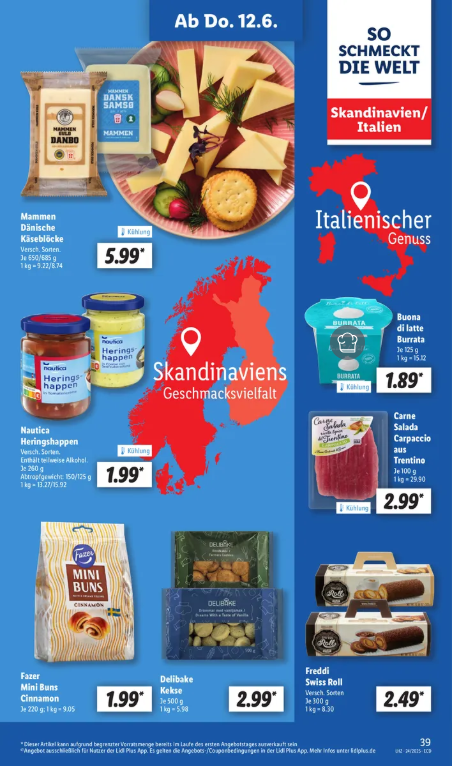 Ab Do. 12.6.
SO
SCHMECKT
DIE WELT
Skandinavien/
Italien
MAMMEN
DANSK
SAMSØ
MAMMEN
MAMMEN
DANBO
Mammen
Dänische
Käseblöcke
Versch. Sorten.
Je 650/685 g
1 kg = 9.22/8.74
Kühlung
5.99*
Italienischer
Genuss
Skandinaviens
Geschmacksvielfalt
nautica
Herings-
happen
nautica
Herings-
happen
Nautica
Heringshappen
Versch. Sorten.
Enthält teilweise Alkohol.
Je 260 g
Abtropfgewicht: 150/125 g
1 kg = 13.27/15.92
Kühlung
1.99*
BURRATA
BURRATA
Buona
di latte
Burrata
Je 125 g
1 kg = 15.12
Kühlung
1.89*
Carne
Salada
Trentino
Carne
Salada
Carpaccio
aus
Trentino
Je 100 g
1 kg = 29.90
Kühlung
2.99*
Fazer
MINI
BUNS
CINNAMON
Fazer
Mini Buns
Cinnamon
Je 220 g; 1 kg = 9.05
1.99*
DELIBAKE
DELIBAKE
Delibake
Kekse
Je 500 g
1 kg = 5.98
2.99*
Roll
Roll
Freddi
Swiss Roll
Versch. Sorten
Je 300 g
1 kg = 8.30
2.49*
39
*Dieser Artikel kann aufgrund begrenzter Vorratsmenge bereits im Laufe des ersten Angebotstages ausverkauft sein.
*Angebot ausschließlich für Nutzer der Lidl Plus App. Es gelten die Angebots-/Couponbedingungen in der Lidl Plus App. Mehr Infos unter lidlplus.de